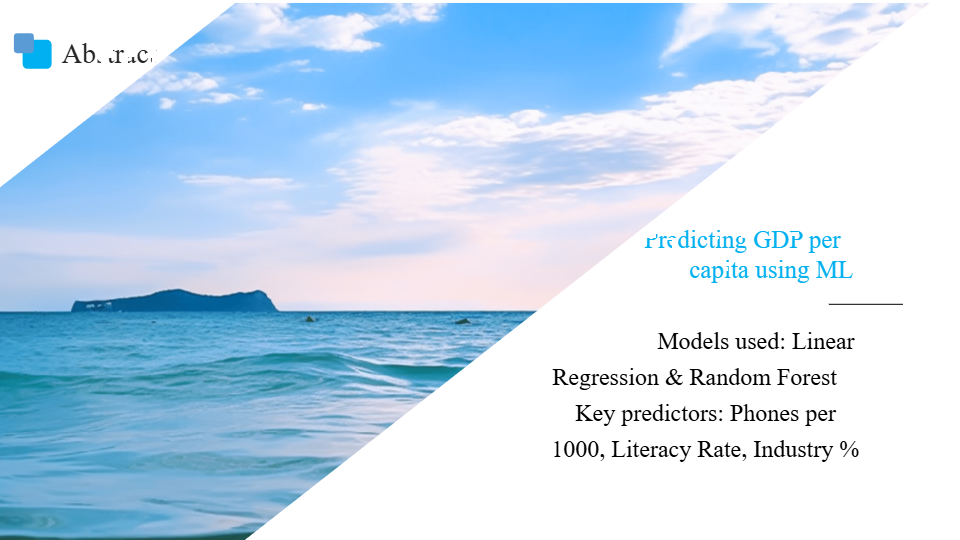 Abstract
Predicting GDP per
capita using ML
Models used: Linear
Regression & Random Forest
Key predictors: Phones per
1000, Literacy Rate, Industry %